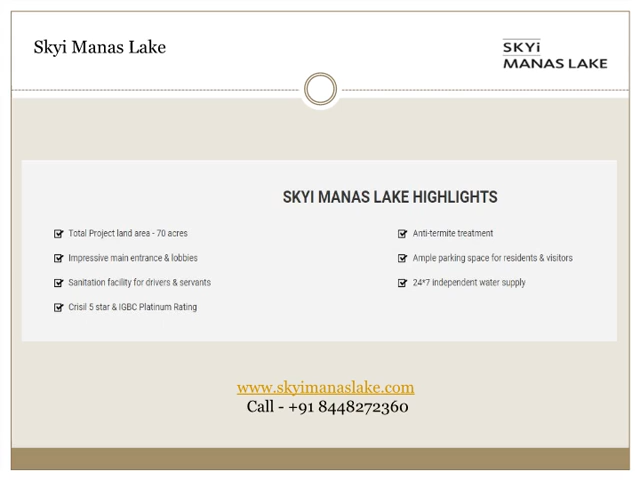 Skyi Manas Lake
SKYi
MANAS LAKE
SKYI MANAS LAKE HIGHLIGHTS
Total Project land area - 70 acres
Impressive main entrance & lobbies
Sanitation facility for drivers & servants
Crisil 5 star & IGBC Platinum Rating
Anti-termite treatment
Ample parking space for residents & visitors
24*7 independent water supply
www.skyimanaslake.com
Call - +91 8448272360